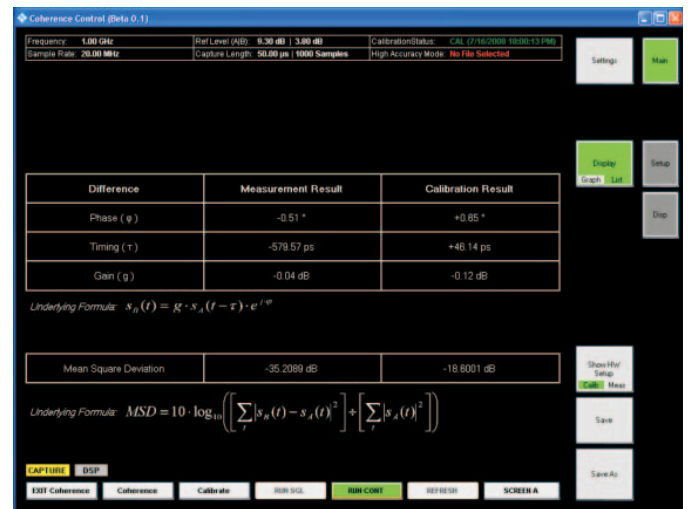 Coherence Control (Beta 0.1)
Frequency: 1.00 GHz Ref Level (A|B): 9.30 dB | 3.80 dB CalibrationStatus: CAL (7/16/2008 10:00:13 PM)
Sample Rate: 20.00 MHz Capture Length: 50.00 µs | 1000 Samples High Accuracy Mode: No File Selected
Settings Main
Display Setup
Graph List
Disp
Difference Measurement Result Calibration Result
Phase ( φ ) -0.51 ° +0.65 °
Timing ( τ ) -579.57 ps +46.14 ps
Gain ( g ) -0.04 dB -0.12 dB
Underlying Formula: s_B(t) = g · s_A(t − τ) · e^{j·φ}
Mean Square Deviation -35.2089 dB -18.6001 dB
Show HW
Setup
Calib Meas
Underlying Formula: MSD = 10 · log₁₀([∑_t |s_B(t) − s_A(t)|²] ÷ [∑_t |s_A(t)|²])
Save
CAPTURE DSP
Save As
EXIT Coherence Coherence Calibrate RUN SGL RUN CONT REFRESH SCREEN A